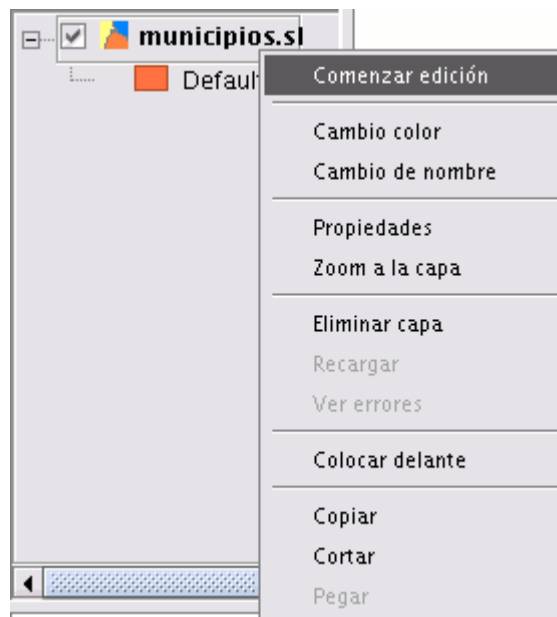 municipios.sl
Default
Comenzar edición
Cambio color
Cambio de nombre
Propiedades
Zoom a la capa
Eliminar capa
Recargar
Ver errores
Colocar delante
Copiar
Cortar
Pegar